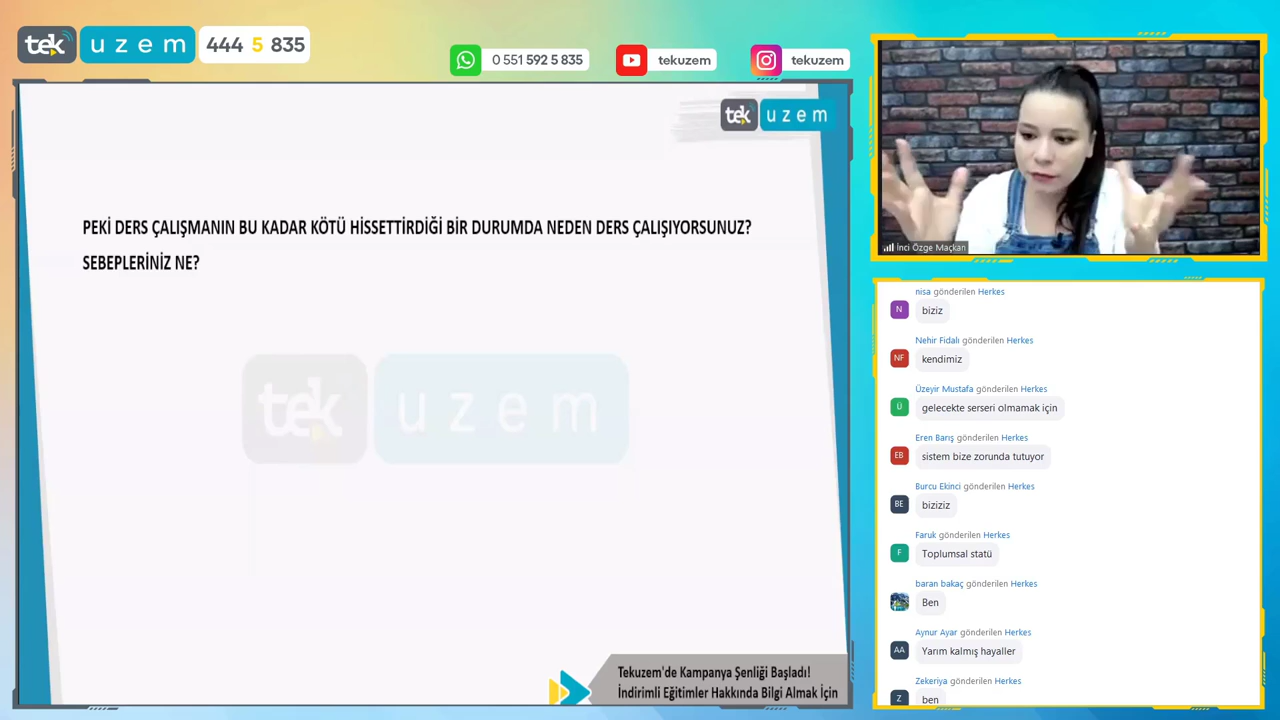 tek uzem 444 5 835
0 551 592 5 835
tekuzem
tekuzem
tek uzem
PEKİ DERS ÇALIŞMANIN BU KADAR KÖTÜ HİSSETTİRDİĞİ BİR DURUMDA NEDEN DERS ÇALIŞIYORSUNUZ?
SEBEPLERİNİZ NE?
tek uzem
Tekuzem'de Kampanya Şenliği Başladı!
İndirimli Eğitimler Hakkında Bilgi Almak İçin
İnci Özge Maçkan
nisa gönderilen Herkes
N biziz
Nehir Fidalı gönderilen Herkes
NF kendimiz
Üzeyir Mustafa gönderilen Herkes
Ü gelecekte serseri olmamak için
Eren Barış gönderilen Herkes
EB sistem bize zorunda tutuyor
Burcu Ekinci gönderilen Herkes
BE biziziz
Faruk gönderilen Herkes
F Toplumsal statü
baran bakaç gönderilen Herkes
Ben
Aynur Ayar gönderilen Herkes
AA Yarım kalmış hayaller
Zekeriya gönderilen Herkes
Z ben